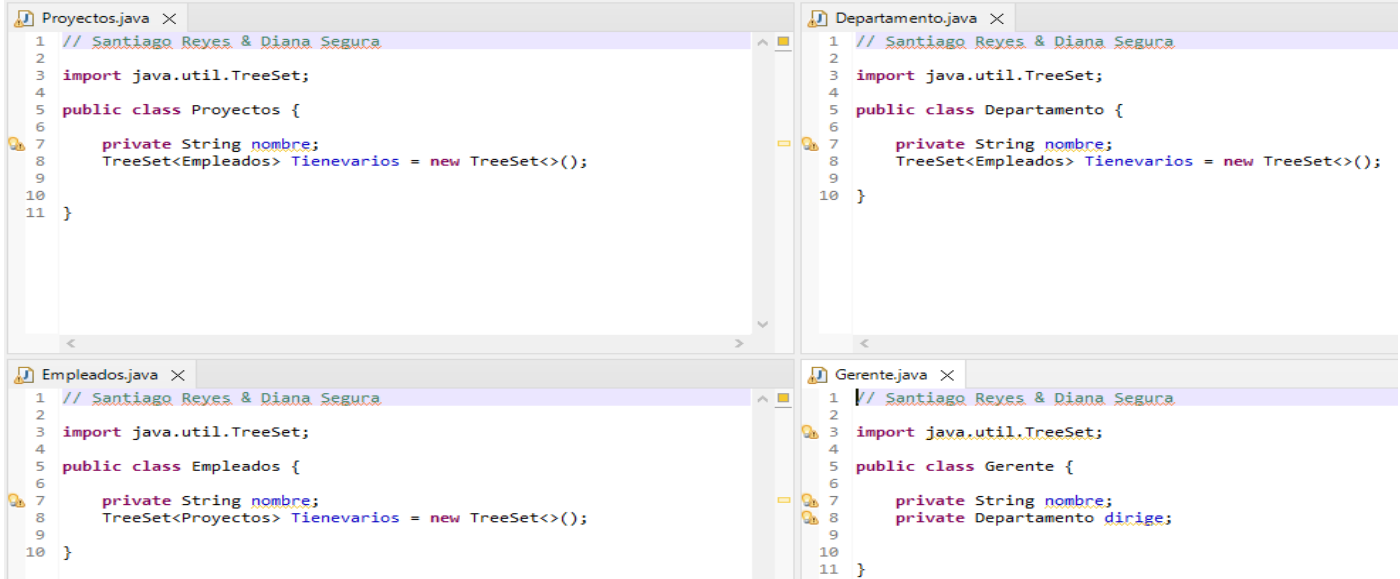 Proyectos.java
1 // Santiago Reyes & Diana Segura
2
3 import java.util.TreeSet;
4
5 public class Proyectos {
6
7 private String nombre;
8 TreeSet<Empleados> Tienevarios = new TreeSet<>();
9
10
11 }
Departamento.java
1 // Santiago Reyes & Diana Segura
2
3 import java.util.TreeSet;
4
5 public class Departamento {
6
7 private String nombre;
8 TreeSet<Empleados> Tienevarios = new TreeSet<>();
9
10 }
Empleados.java
1 // Santiago Reyes & Diana Segura
2
3 import java.util.TreeSet;
4
5 public class Empleados {
6
7 private String nombre;
8 TreeSet<Proyectos> Tienevarios = new TreeSet<>();
9
10 }
Gerente.java
1 // Santiago Reyes & Diana Segura
2
3 import java.util.TreeSet;
4
5 public class Gerente {
6
7 private String nombre;
8 private Departamento dirige;
9
10
11 }